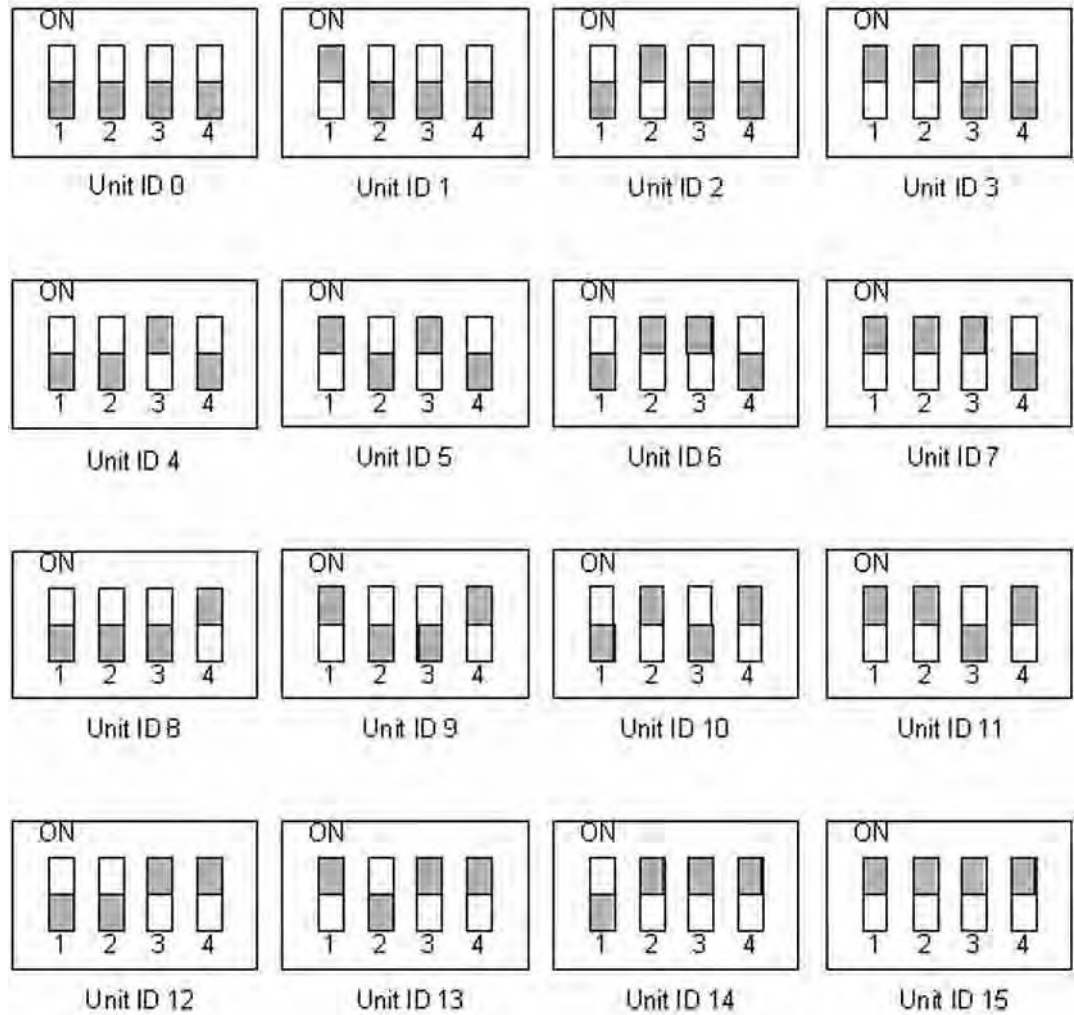 ON ON ON ON
1 2 3 4 1 2 3 4 1 2 3 4 1 2 3 4
Unit ID 0 Unit ID 1 Unit ID 2 Unit ID 3
ON ON ON ON
1 2 3 4 1 2 3 4 1 2 3 4 1 2 3 4
Unit ID 4 Unit ID 5 Unit ID 6 Unit ID 7
ON ON ON ON
1 2 3 4 1 2 3 4 1 2 3 4 1 2 3 4
Unit ID 8 Unit ID 9 Unit ID 10 Unit ID 11
ON ON ON ON
1 2 3 4 1 2 3 4 1 2 3 4 1 2 3 4
Unit ID 12 Unit ID 13 Unit ID 14 Unit ID 15